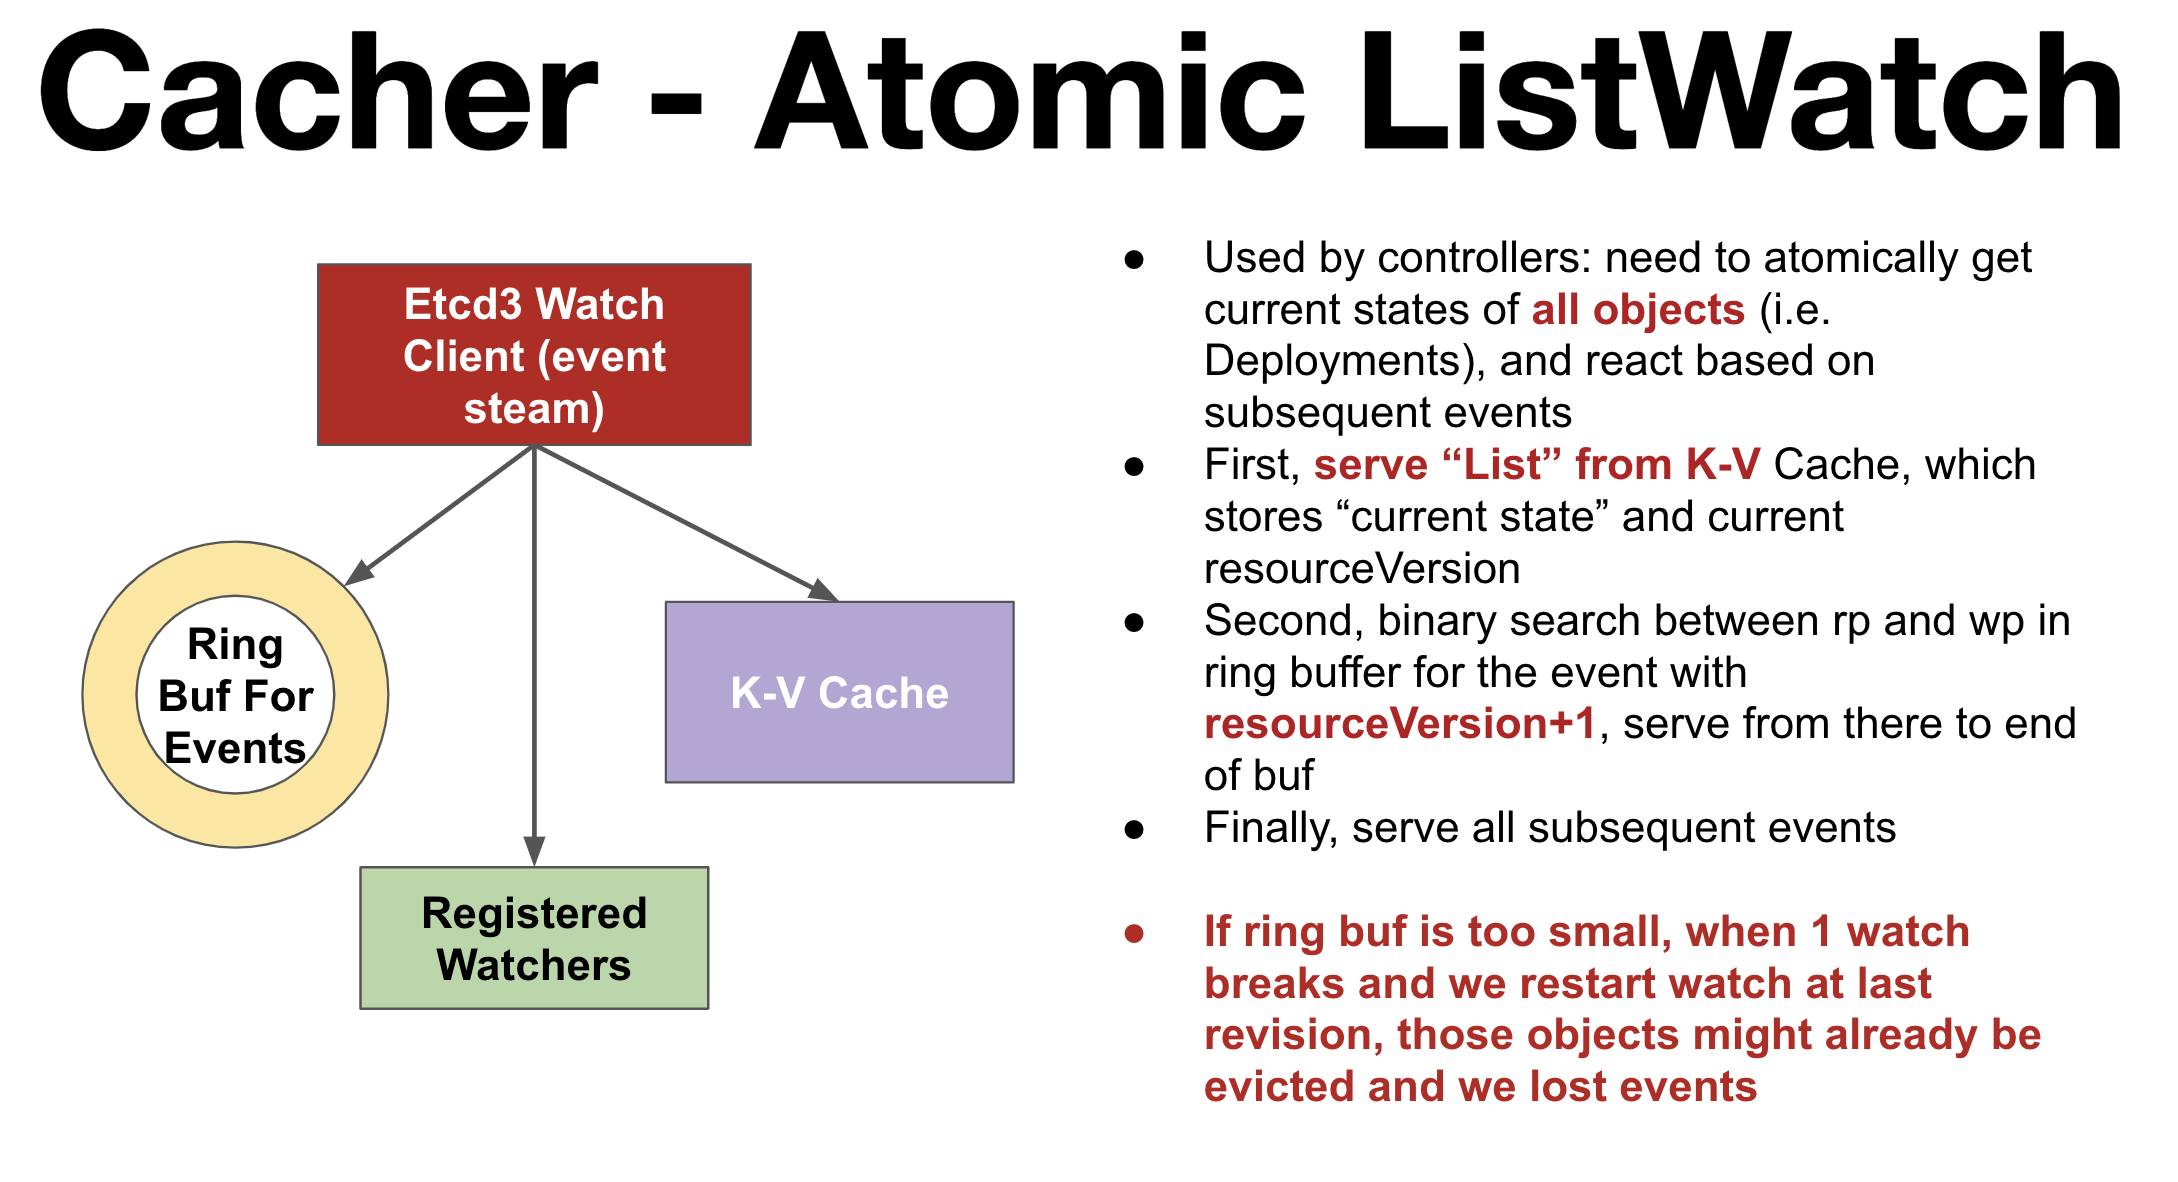 Cacher - Atomic ListWatch
Etcd3 Watch
Client (event
steam)
Ring
Buf For
Events
K-V Cache
Registered
Watchers
● Used by controllers: need to atomically get
current states of all objects (i.e.
Deployments), and react based on
subsequent events
● First, serve “List” from K-V Cache, which
stores “current state” and current
resourceVersion
● Second, binary search between rp and wp in
ring buffer for the event with
resourceVersion+1, serve from there to end
of buf
● Finally, serve all subsequent events
● If ring buf is too small, when 1 watch
breaks and we restart watch at last
revision, those objects might already be
evicted and we lost events